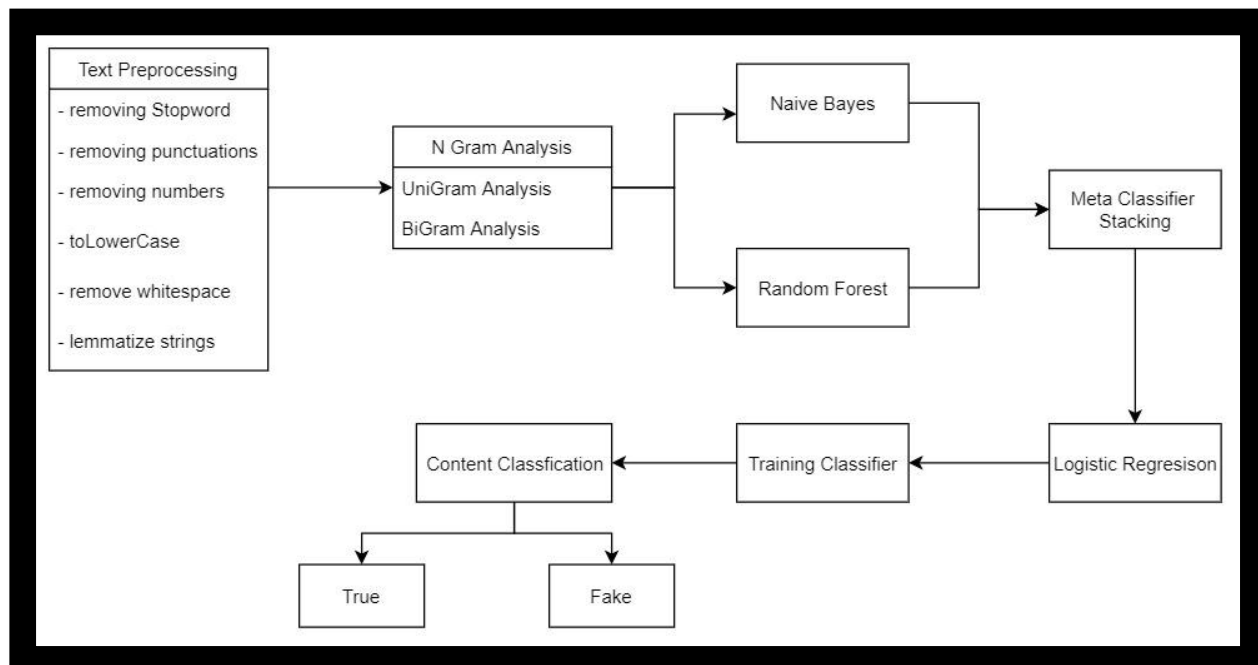 Text Preprocessing
- removing Stopword
- removing punctuations
- removing numbers
- toLowerCase
- remove whitespace
- lemmatize strings
N Gram Analysis
UniGram Analysis
BiGram Analysis
Naive Bayes
Random Forest
Meta Classifier
Stacking
Logistic Regresison
Training Classifier
Content Classfication
True
Fake